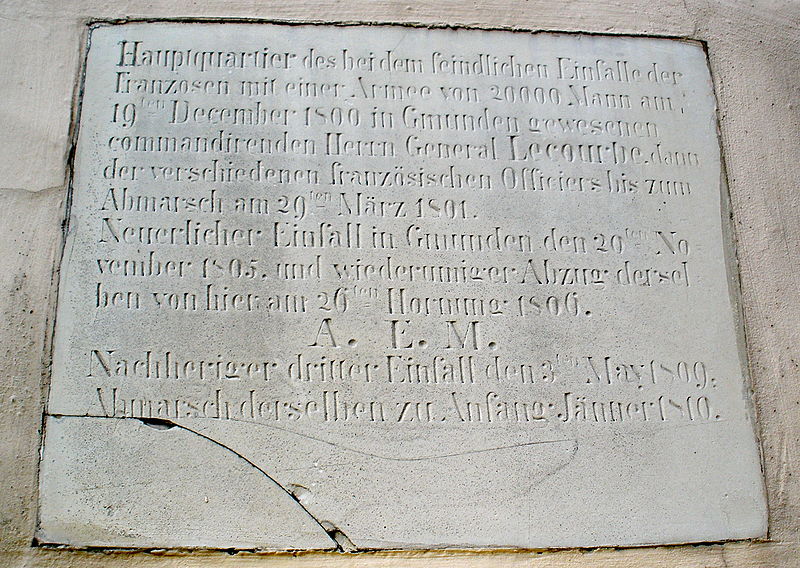 Hauptquartier des bei dem feindlichen Einfalle der
Franzosen mit einer Armee von 20000 Mann am
19ten December 1800 in Gmunden gewesenen
commandirenden Herrn General Lecourbe, dann
der verschiedenen französischen Officiers bis zum
Abmarsch am 29ten März 1801.
Neuerlicher Einfall in Gmunden den 20ten No=
vember 1805. und wiederumiger Abzug dersel
ben von hier am 26ten Hornung 1806.
A. E. M.
Nachheriger dritter Einfall den 3ten May 1809.
Abmarsch derselben zu Anfang Jänner 1810.